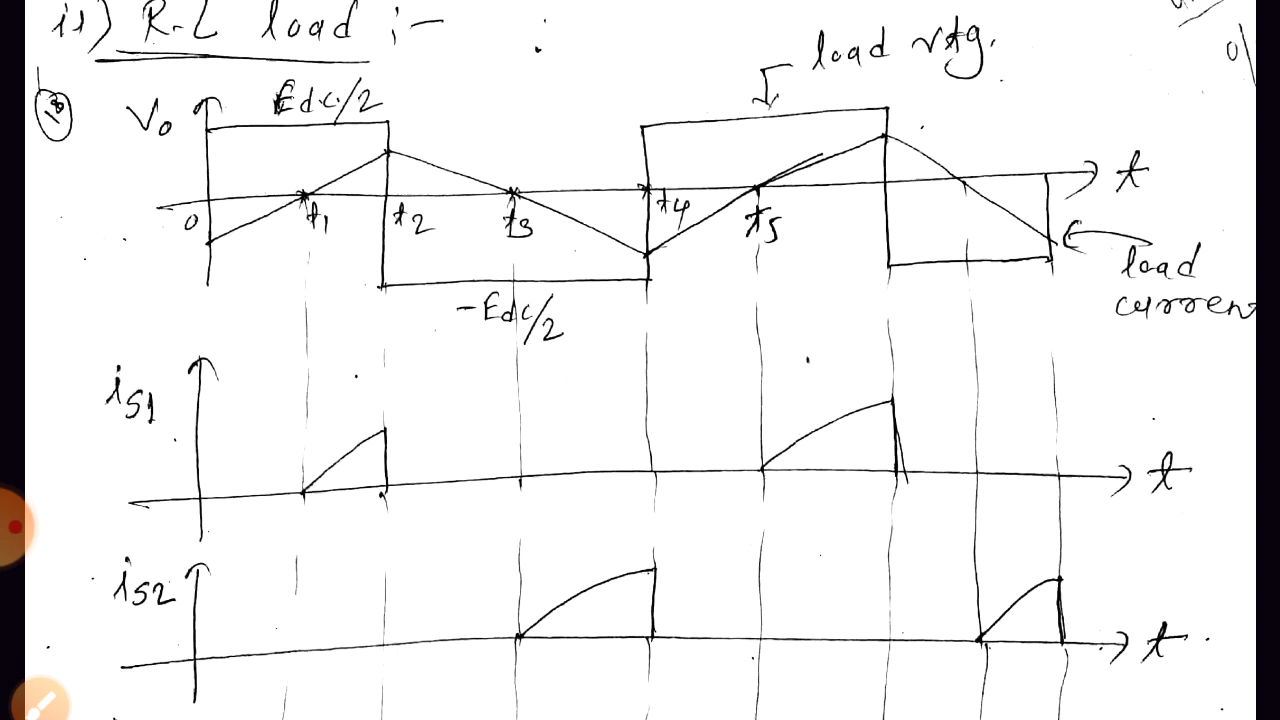 ii) R-L load :-
load vtg.
Edc/2
Vo
t
0 t1 t2 t3 t4 t5
load
current
-Edc/2
iS1
t
iS2
t